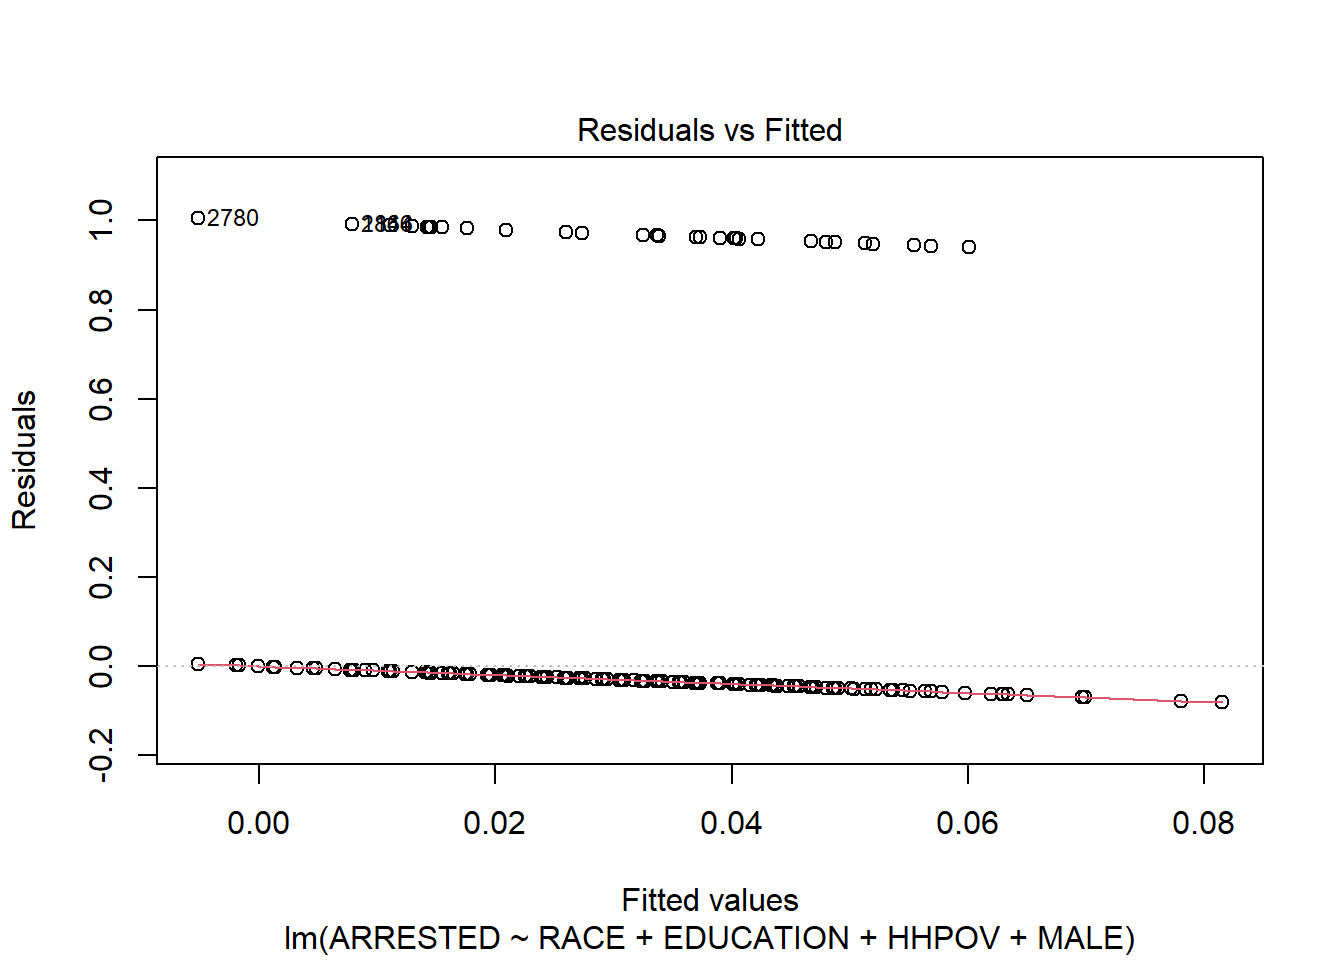 Residuals vs Fitted
1.0
0.8
0.6
0.4
0.2
0.0
-0.2
Residuals
2780
0.00 0.02 0.04 0.06 0.08
Fitted values
lm(ARRESTED ~ RACE + EDUCATION + HHPOV + MALE)